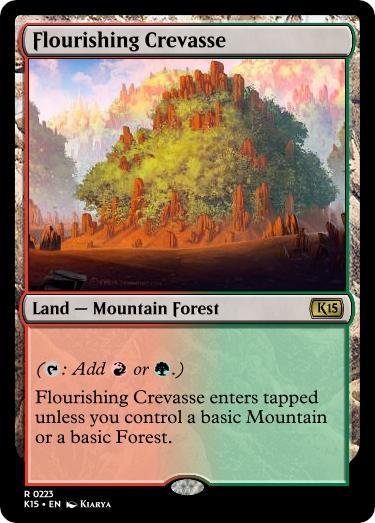 Flourishing Crevasse
Land — Mountain Forest
K15
(: Add or .)
Flourishing Crevasse enters tapped
unless you control a basic Mountain
or a basic Forest.
R 0223
K15 • EN Kiarya